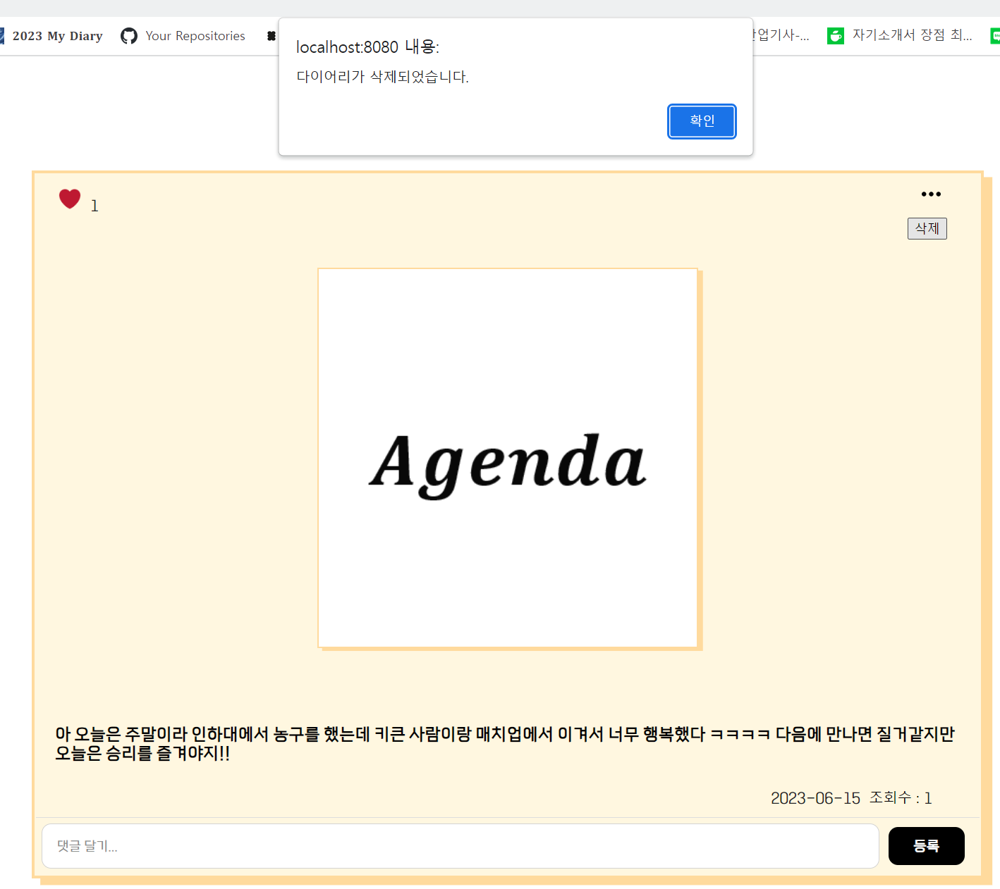 2023 My Diary
Your Repositories
산업기사-...
자기소개서 장점 최...
localhost:8080 내용:
다이어리가 삭제되었습니다.
확인
1
삭제
Agenda
아 오늘은 주말이라 인하대에서 농구를 했는데 키큰 사람이랑 매치업에서 이겨서 너무 행복했다 ㅋㅋㅋㅋ 다음에 만나면 질거같지만
오늘은 승리를 즐겨야지!!
2023-06-15 조회수 : 1
댓글 달기...
등록